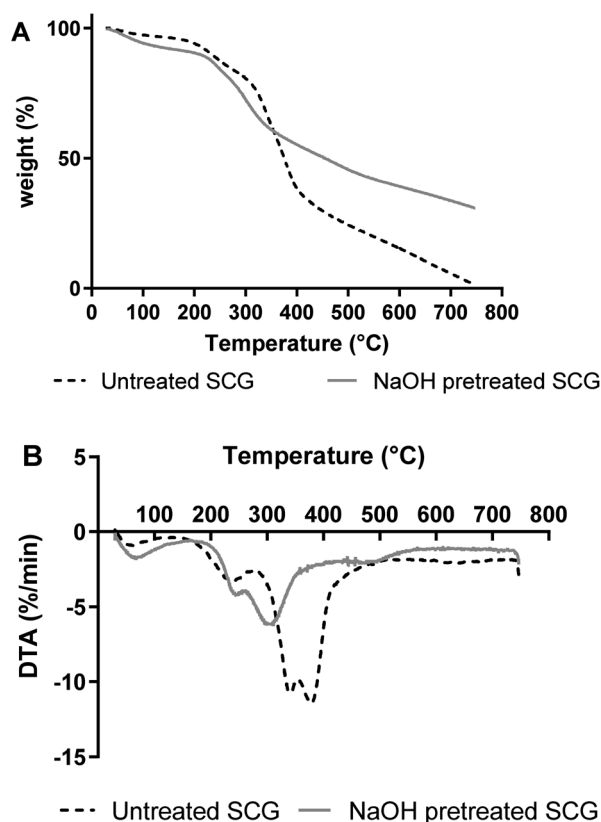 A
100
50
0
weight (%)
0 100 200 300 400 500 600 700 800
Temperature (°C)
Untreated SCG NaOH pretreated SCG
B
Temperature (°C)
5
0
-5
-10
-15
100 200 300 400 500 600 700 800
DTA (%/min)
Untreated SCG NaOH pretreated SCG